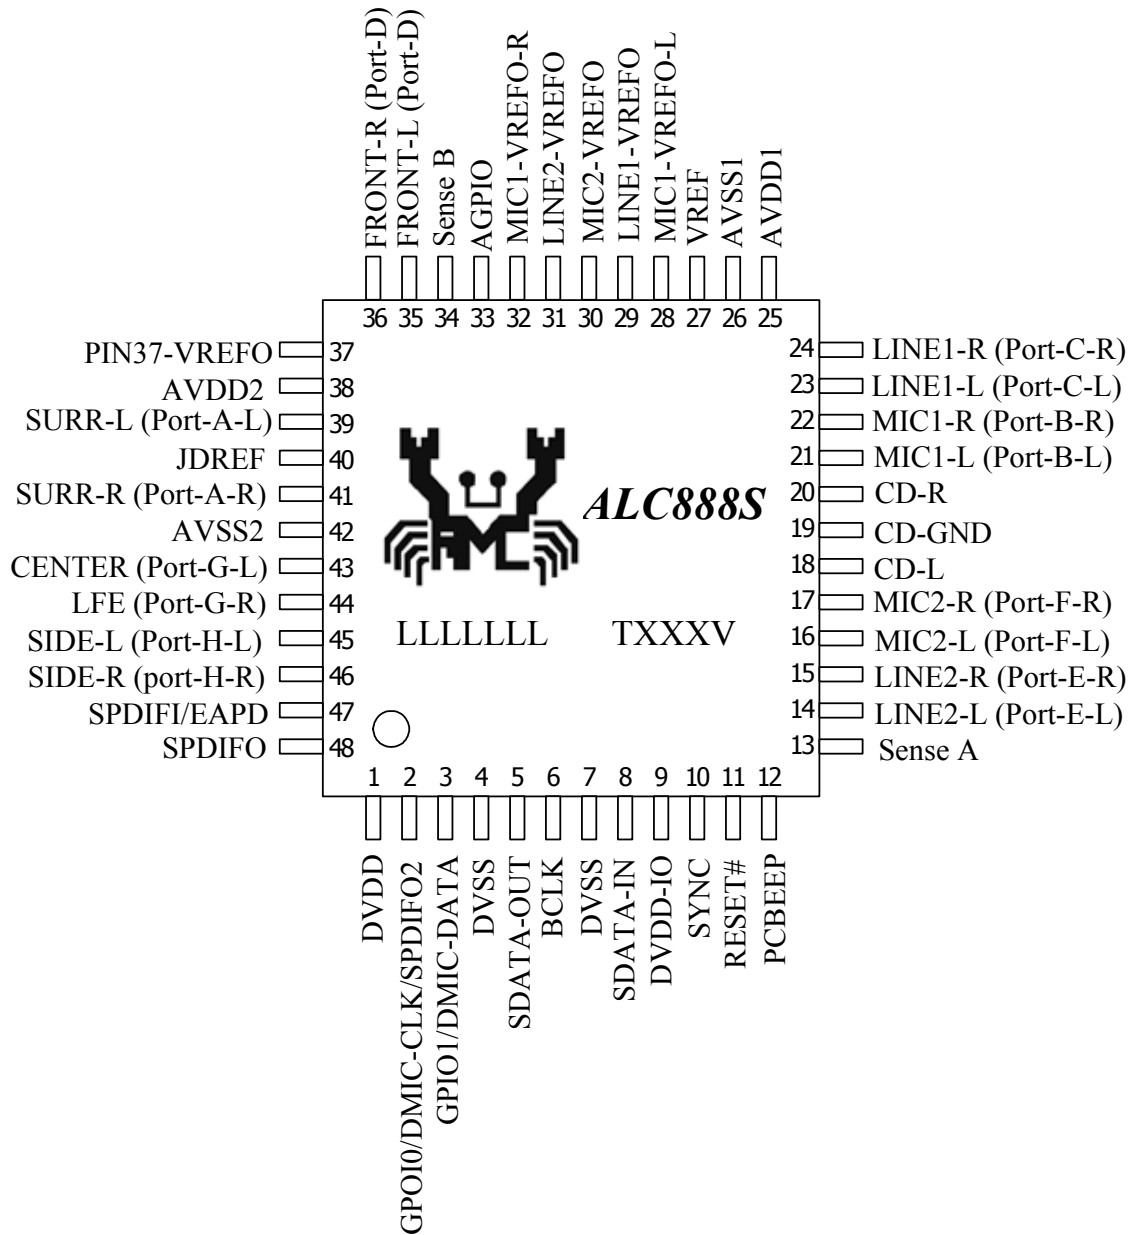 FRONT-R (Port-D)
FRONT-L (Port-D)
Sense B
AGPIO
MIC1-VREFO-R
LINE2-VREFO
MIC2-VREFO
LINE1-VREFO
MIC1-VREFO-L
VREF
AVSS1
AVDD1
36 35 34 33 32 31 30 29 28 27 26 25
PIN37-VREFO 37
AVDD2 38
SURR-L (Port-A-L) 39
JDREF 40
SURR-R (Port-A-R) 41
AVSS2 42
CENTER (Port-G-L) 43
LFE (Port-G-R) 44
SIDE-L (Port-H-L) 45
SIDE-R (port-H-R) 46
SPDIFI/EAPD 47
SPDIFO 48
ALC888S
LLLLLLL TXXXV
24 LINE1-R (Port-C-R)
23 LINE1-L (Port-C-L)
22 MIC1-R (Port-B-R)
21 MIC1-L (Port-B-L)
20 CD-R
19 CD-GND
18 CD-L
17 MIC2-R (Port-F-R)
16 MIC2-L (Port-F-L)
15 LINE2-R (Port-E-R)
14 LINE2-L (Port-E-L)
13 Sense A
1 2 3 4 5 6 7 8 9 10 11 12
DVDD
GPOI0/DMIC-CLK/SPDIFO2
GPIO1/DMIC-DATA
DVSS
SDATA-OUT
BCLK
DVSS
SDATA-IN
DVDD-IO
SYNC
RESET#
PCBEEP